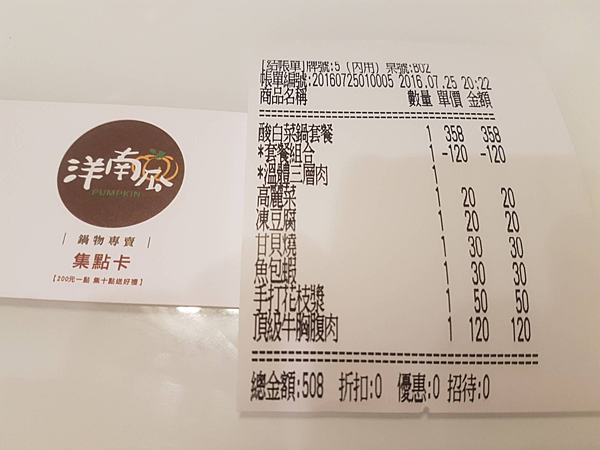 洋南瓜
PUMPKIN
鍋物專賣
集點卡
【200元一點 集十點送好禮】
[結帳單]牌號:5 (內用) 桌號:B02
帳單編號:20160725010005 2016.07.25 20:22
商品名稱 數量 單價 金額
酸白菜鍋套餐 1 358 358
*套餐組合 1 -120 -120
*溫體三層肉 1
高麗菜 1 20 20
凍豆腐 1 20 20
甘貝燒 1 30 30
魚包蝦 1 30 30
手打花枝漿 1 50 50
頂級牛胸腹肉 1 120 120
總金額:508 折扣:0 優惠:0 招待:0